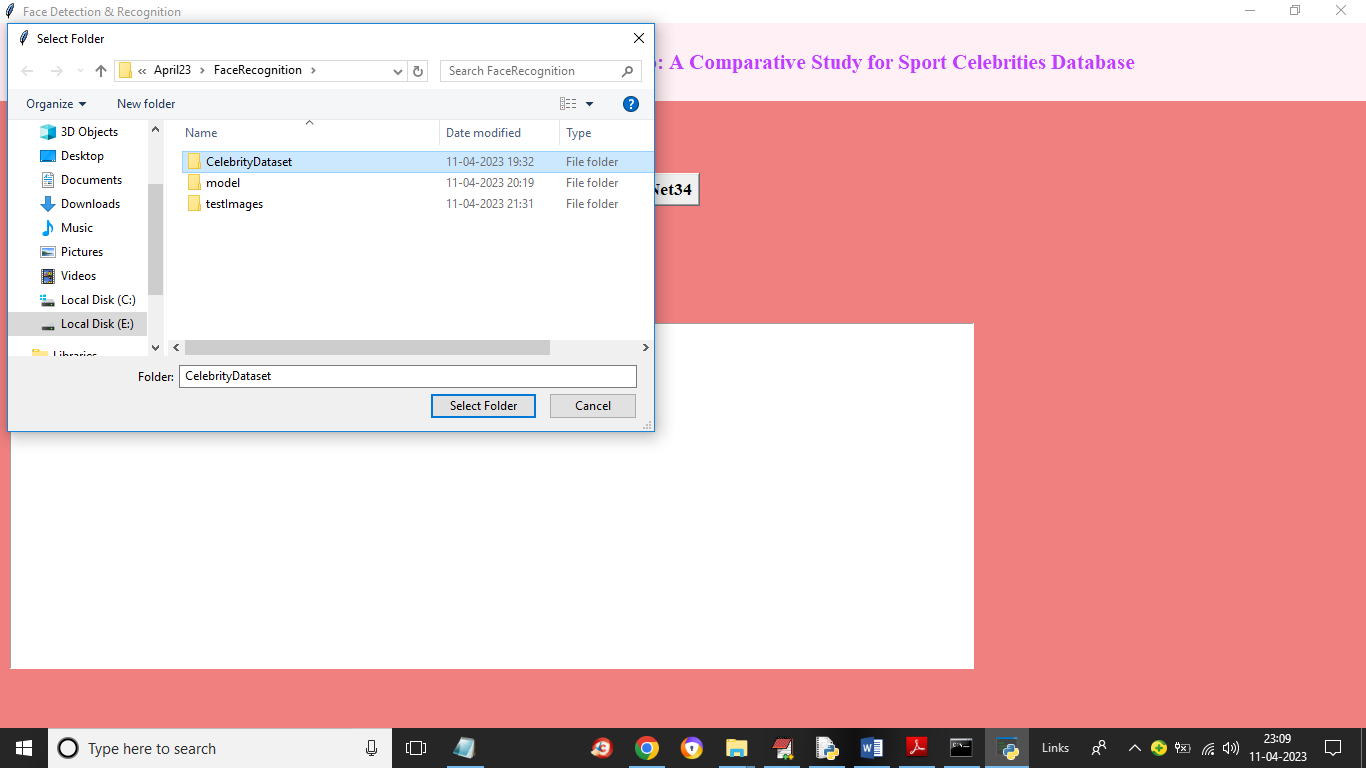 Face Detection & Recognition
Select Folder
: A Comparative Study for Sport Celebrities Database
« April23 > FaceRecognition >
Search FaceRecognition
Organize
New folder
?
Name Date modified Type
3D Objects
Desktop
Documents
Downloads
Music
Pictures
Videos
Local Disk (C:)
Local Disk (E:)
Libraries
CelebrityDataset 11-04-2023 19:32 File folder
model 11-04-2023 20:19 File folder
testImages 11-04-2023 21:31 File folder
Net34
Folder: CelebrityDataset
Select Folder
Cancel
Type here to search
Links
23:09
11-04-2023